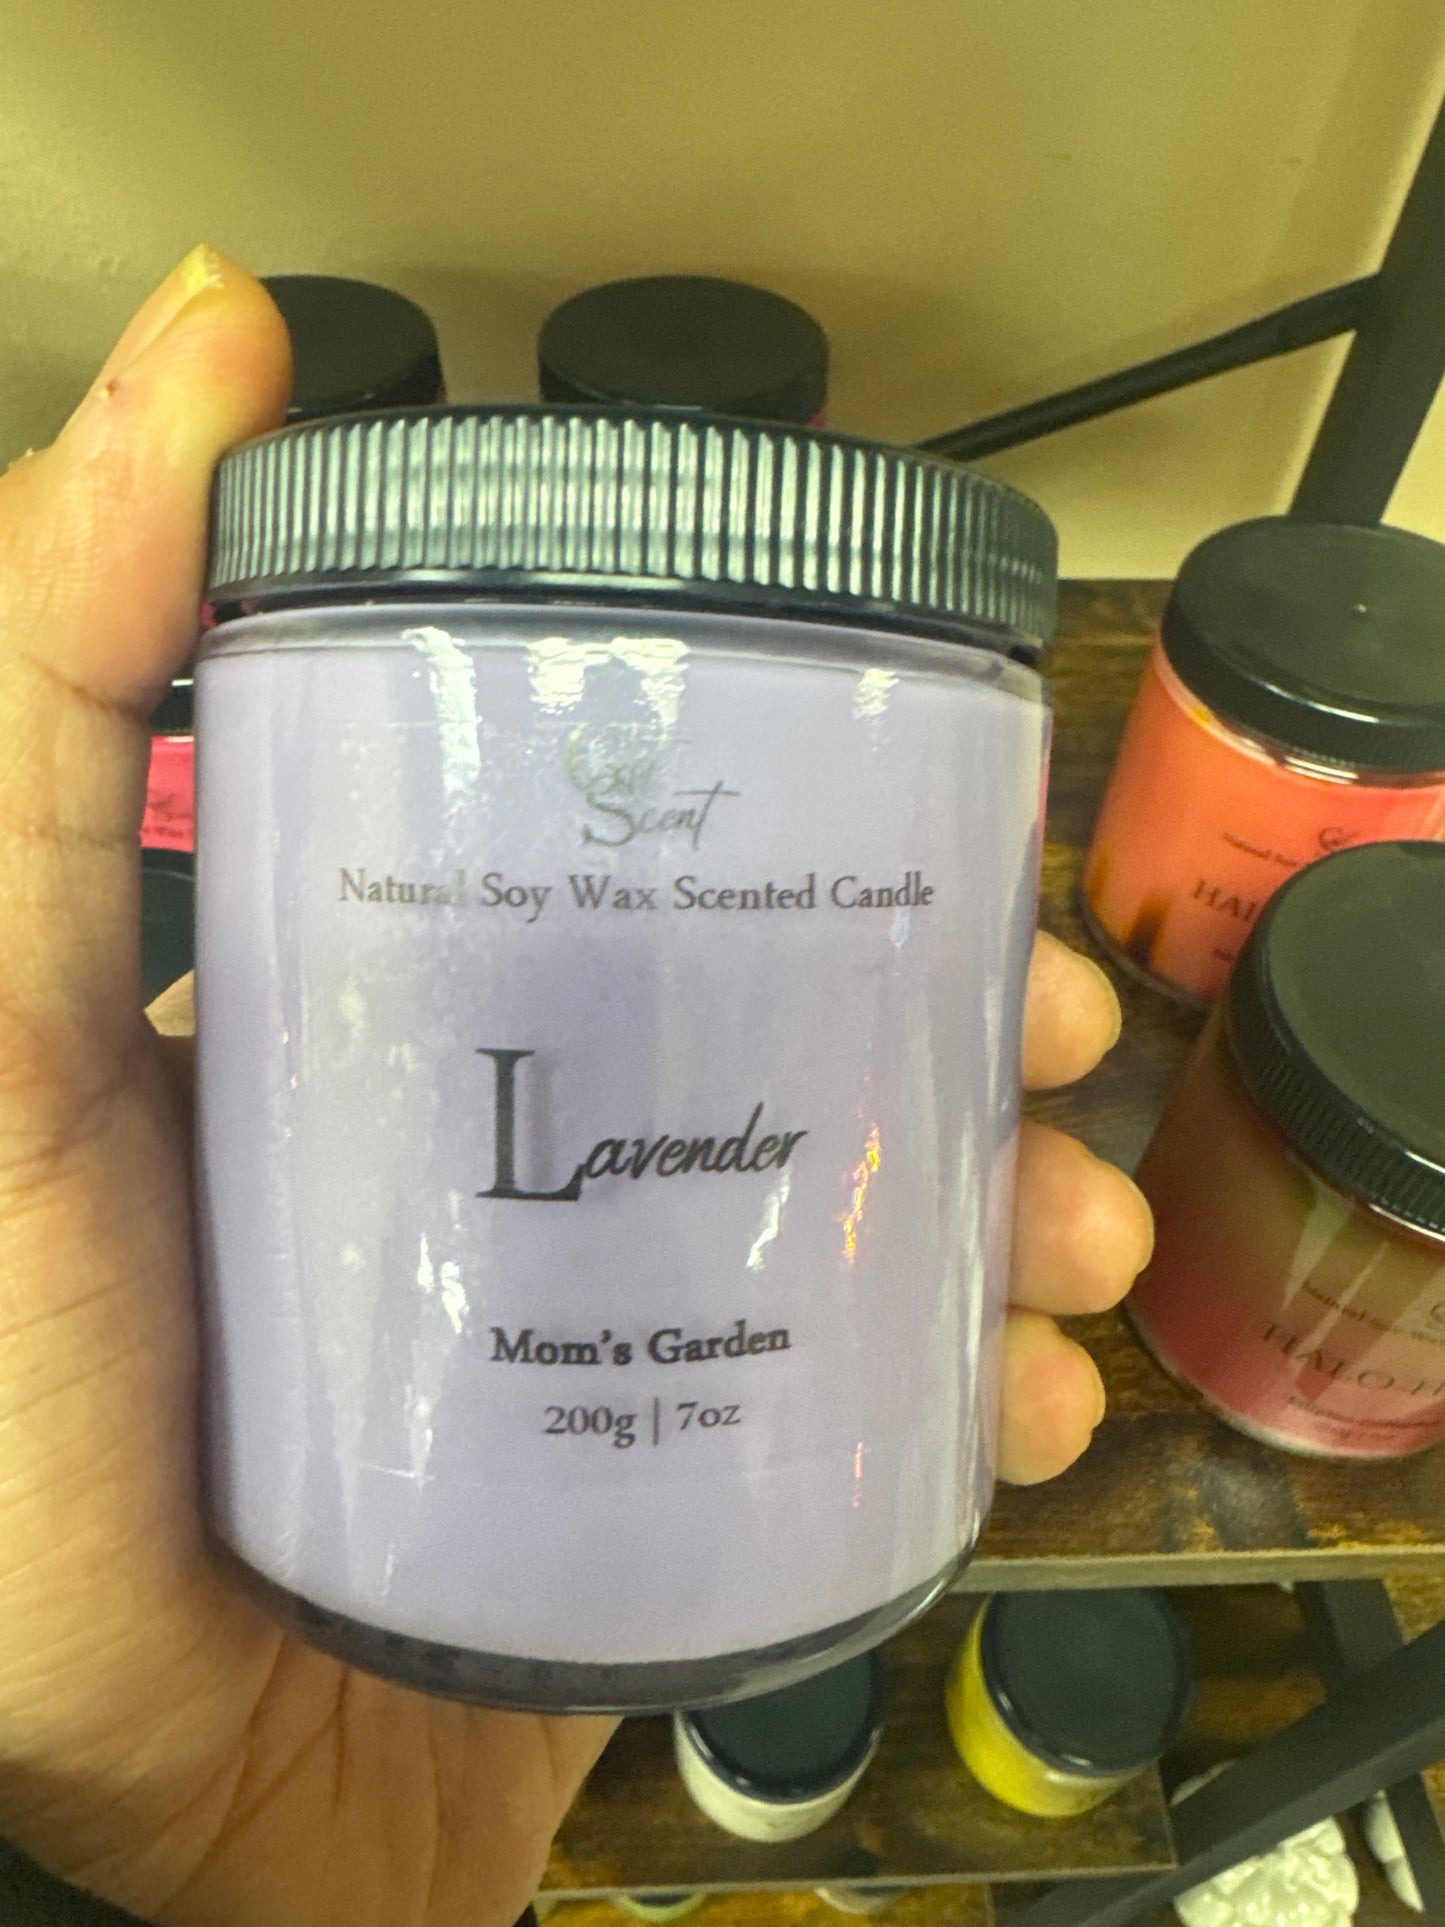 Scent
Natural Soy Wax Scented Candle
Lavender
Mom's Garden
200g | 7oz